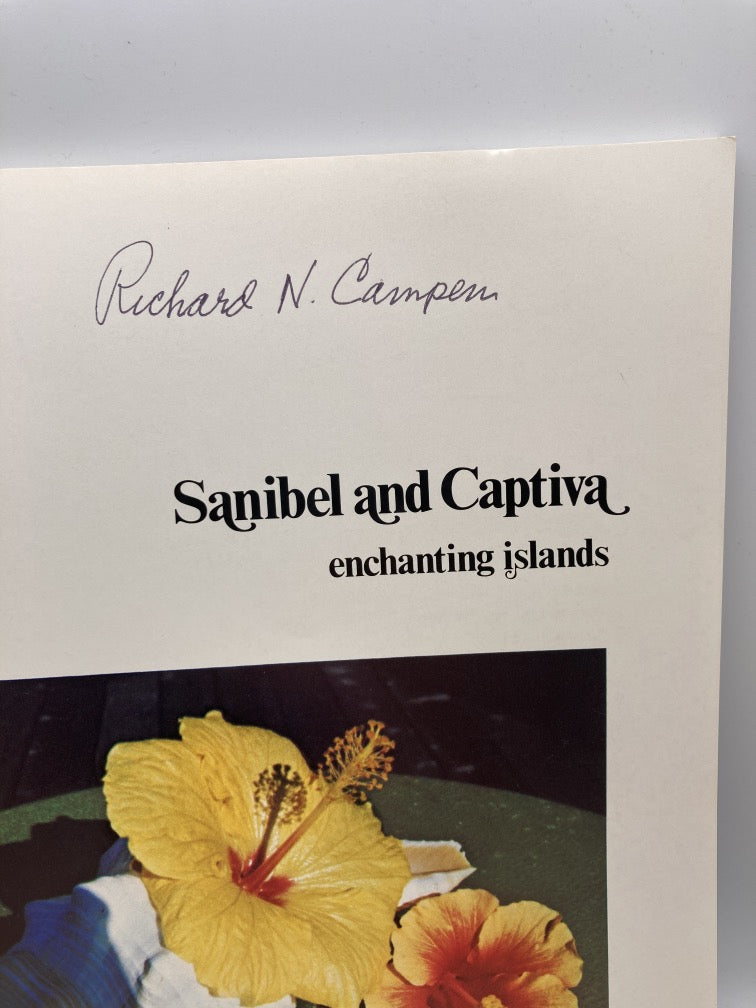 Richard N. Campen
Sanibel and Captiva
enchanting islands